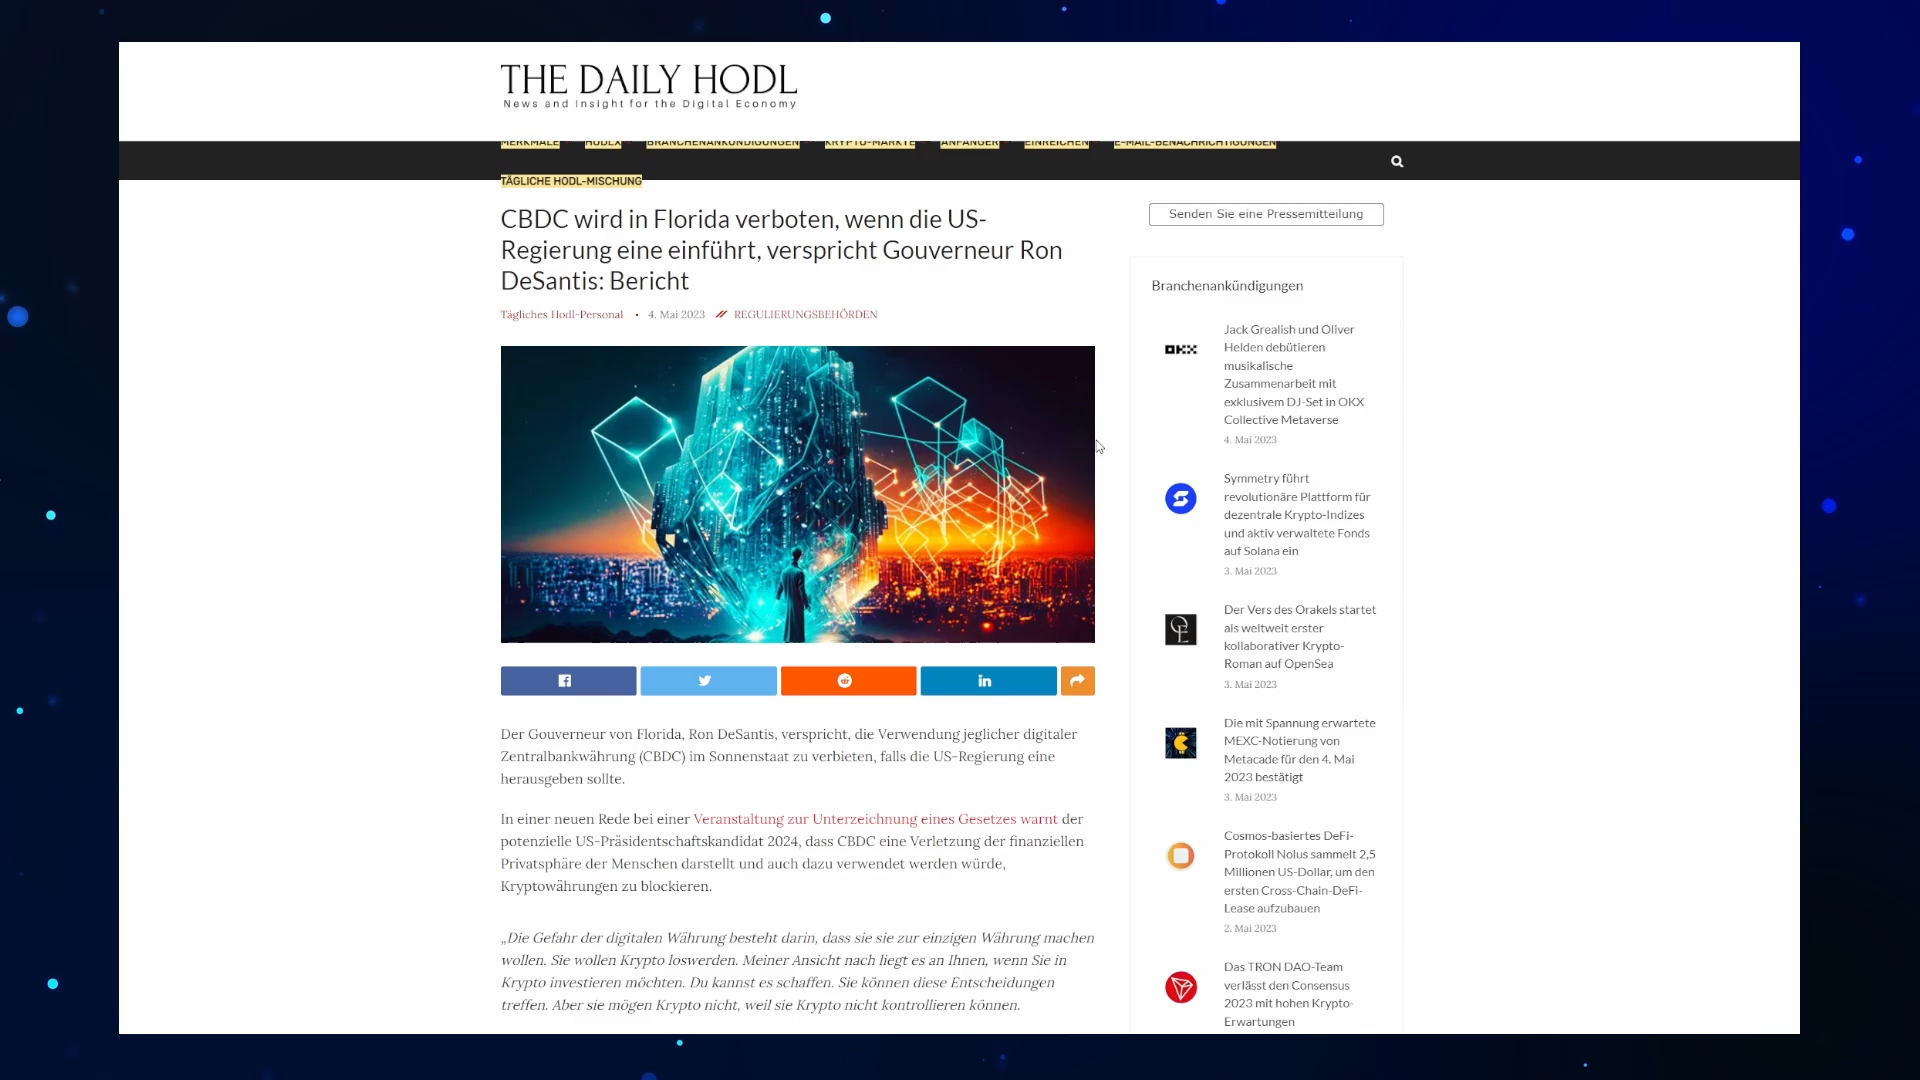 THE DAILY HODL
News and Insight for the Digital Economy
MERKMALE
HODLX
BRANCHENANKÜNDIGUNGEN
KRYPTO-MÄRKTE
ANFÄNGER
EINREICHEN
E-MAIL-BENACHRICHTIGUNGEN
TÄGLICHE HODL-MISCHUNG
CBDC wird in Florida verboten, wenn die US-
Regierung eine einführt, verspricht Gouverneur Ron
DeSantis: Bericht
Tägliches Hodl-Personal • 4. Mai 2023 // REGULIERUNGSBEHÖRDEN
Der Gouverneur von Florida, Ron DeSantis, verspricht, die Verwendung jeglicher digitaler
Zentralbankwährung (CBDC) im Sonnenstaat zu verbieten, falls die US-Regierung eine
herausgeben sollte.
In einer neuen Rede bei einer Veranstaltung zur Unterzeichnung eines Gesetzes warnt der
potenzielle US-Präsidentschaftskandidat 2024, dass CBDC eine Verletzung der finanziellen
Privatsphäre der Menschen darstellt und auch dazu verwendet werden würde,
Kryptowährungen zu blockieren.
„Die Gefahr der digitalen Währung besteht darin, dass sie sie zur einzigen Währung machen
wollen. Sie wollen Krypto loswerden. Meiner Ansicht nach liegt es an Ihnen, wenn Sie in
Krypto investieren möchten. Du kannst es schaffen. Sie können diese Entscheidungen
treffen. Aber sie mögen Krypto nicht, weil sie Krypto nicht kontrollieren können.
Senden Sie eine Pressemitteilung
Branchenankündigungen
OKX
Jack Grealish und Oliver
Helden debütieren
musikalische
Zusammenarbeit mit
exklusivem DJ-Set in OKX
Collective Metaverse
4. Mai 2023
Symmetry führt
revolutionäre Plattform für
dezentrale Krypto-Indizes
und aktiv verwaltete Fonds
auf Solana ein
3. Mai 2023
Der Vers des Orakels startet
als weltweit erster
kollaborativer Krypto-
Roman auf OpenSea
3. Mai 2023
Die mit Spannung erwartete
MEXC-Notierung von
Metacade für den 4. Mai
2023 bestätigt
3. Mai 2023
Cosmos-basiertes DeFi-
Protokoll Nolus sammelt 2,5
Millionen US-Dollar, um den
ersten Cross-Chain-DeFi-
Lease aufzubauen
2. Mai 2023
Das TRON DAO-Team
verlässt den Consensus
2023 mit hohen Krypto-
Erwartungen